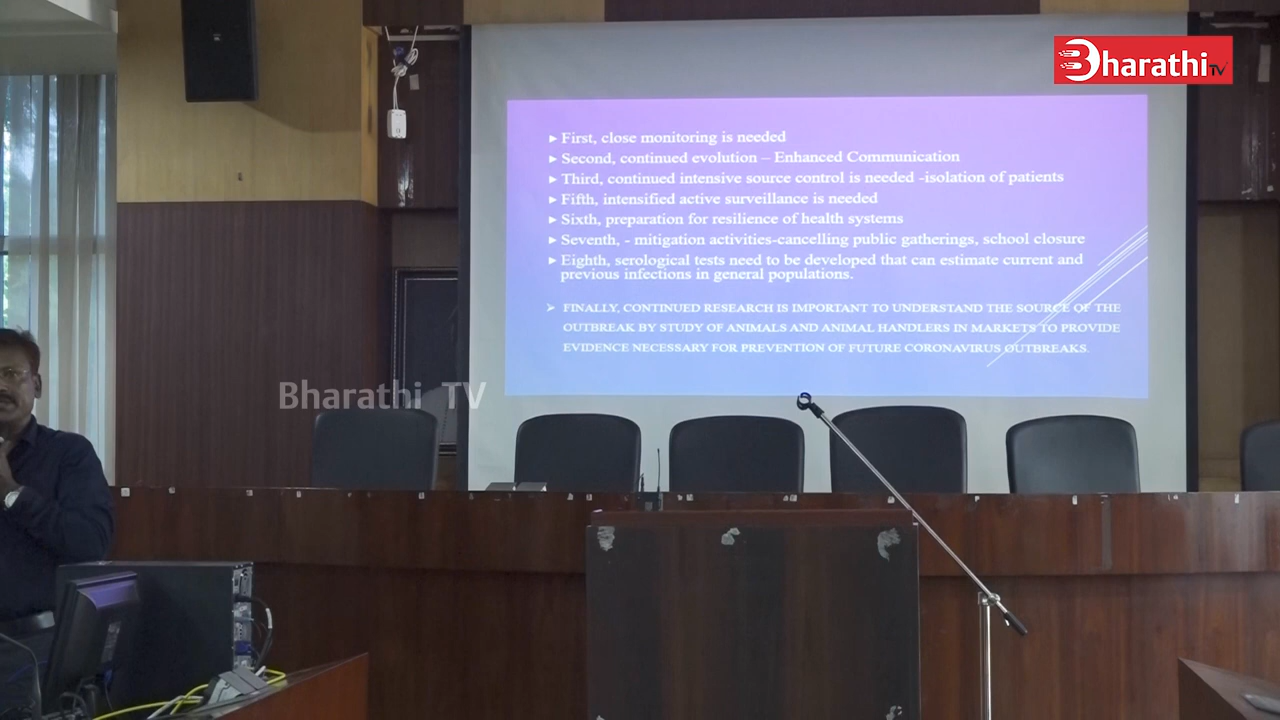 Bharathi TV
► First, close monitoring is needed
► Second, continued evolution – Enhanced Communication
► Third, continued intensive source control is needed -isolation of patients
► Fifth, intensified active surveillance is needed
► Sixth, preparation for resilience of health systems
► Seventh, - mitigation activities-cancelling public gatherings, school closure
► Eighth, serological tests need to be developed that can estimate current and
previous infections in general populations.
➢ FINALLY, CONTINUED RESEARCH IS IMPORTANT TO UNDERSTAND THE SOURCE OF THE
OUTBREAK BY STUDY OF ANIMALS AND ANIMAL HANDLERS IN MARKETS TO PROVIDE
EVIDENCE NECESSARY FOR PREVENTION OF FUTURE CORONAVIRUS OUTBREAKS.
Bharathi TV